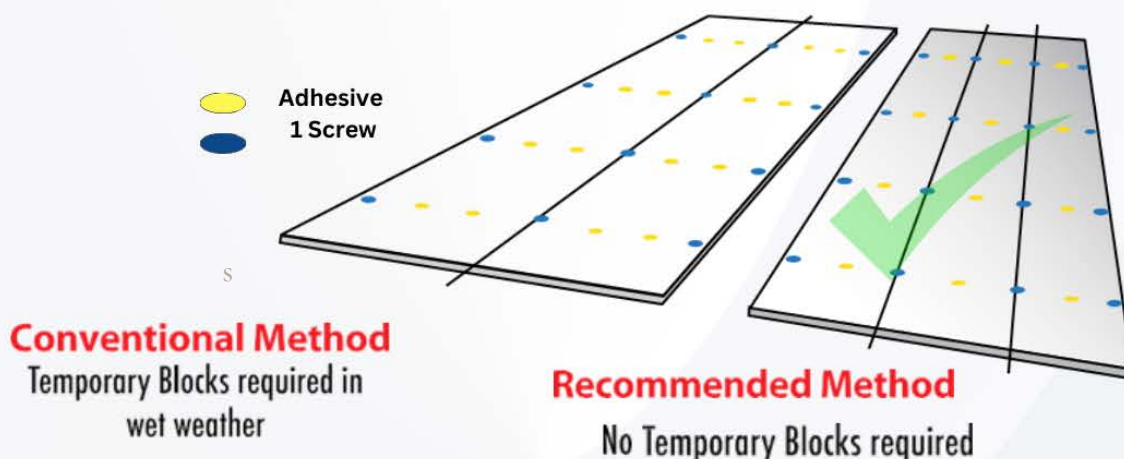 Adhesive
1 Screw
S
Conventional Method
Temporary Blocks required in
wet weather
Recommended Method
No Temporary Blocks required